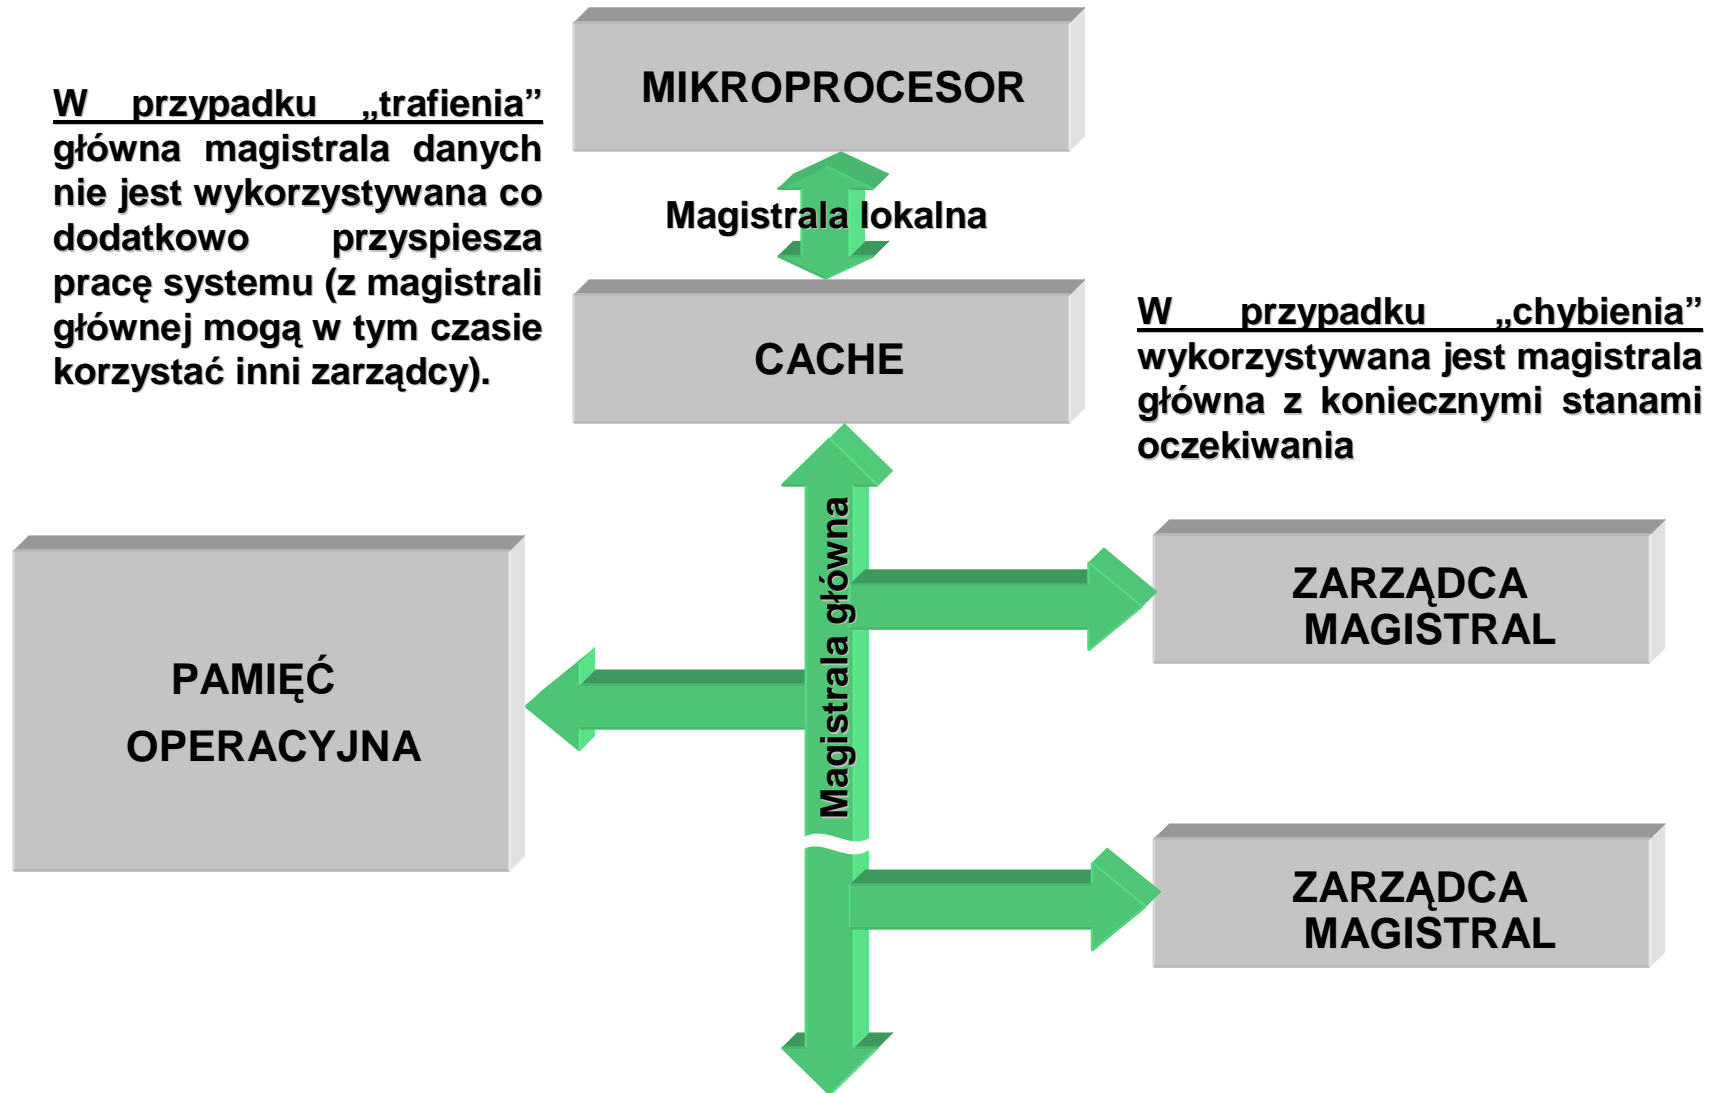 MIKROPROCESOR
W przypadku „trafienia”
główna magistrala danych
nie jest wykorzystywana co
dodatkowo przyspiesza
pracę systemu (z magistrali
głównej mogą w tym czasie
korzystać inni zarządcy).
Magistrala lokalna
CACHE
W przypadku „chybienia”
wykorzystywana jest magistrala
główna z koniecznymi stanami
oczekiwania
Magistrala główna
ZARZĄDCA
MAGISTRAL
PAMIĘĆ
OPERACYJNA
ZARZĄDCA
MAGISTRAL